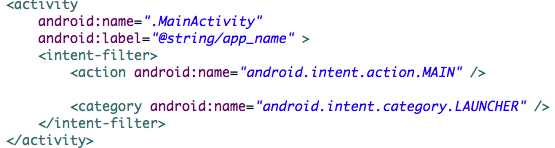 <activity
android:name=".MainActivity"
android:label="@string/app_name" >
<intent-filter>
<action android:name="android.intent.action.MAIN" />
<category android:name="android.intent.category.LAUNCHER" />
</intent-filter>
</activity>